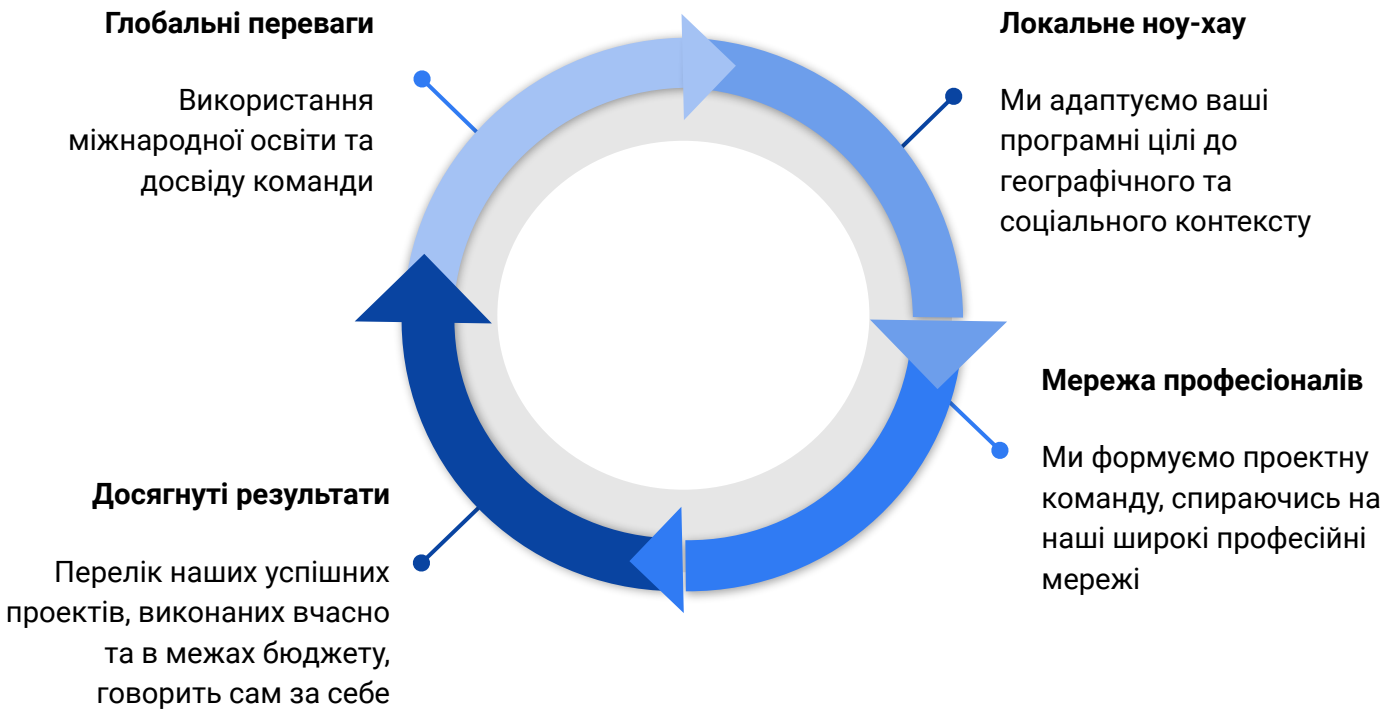 Глобальні переваги
Використання
міжнародної освіти та
досвіду команди
Локальне ноу-хау
Ми адаптуємо ваші
програмні цілі до
географічного та
соціального контексту
Мережа професіоналів
Ми формуємо проектну
команду, спираючись на
наші широкі професійні
мережі
Досягнуті результати
Перелік наших успішних
проектів, виконаних вчасно
та в межах бюджету,
говорить сам за себе